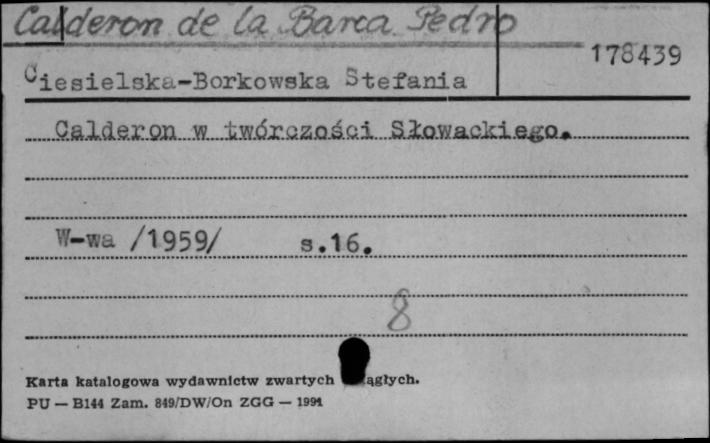 Calderon de la Barca Pedro
178439
Ciesielska-Borkowska Stefania
Calderon w twórczości Słowackiego.
W-wa /1959/ s.16.
8
Karta katalogowa wydawnictw zwartych ągłych.
PU — B144 Zam. 849/DW/On ZGG — 1991